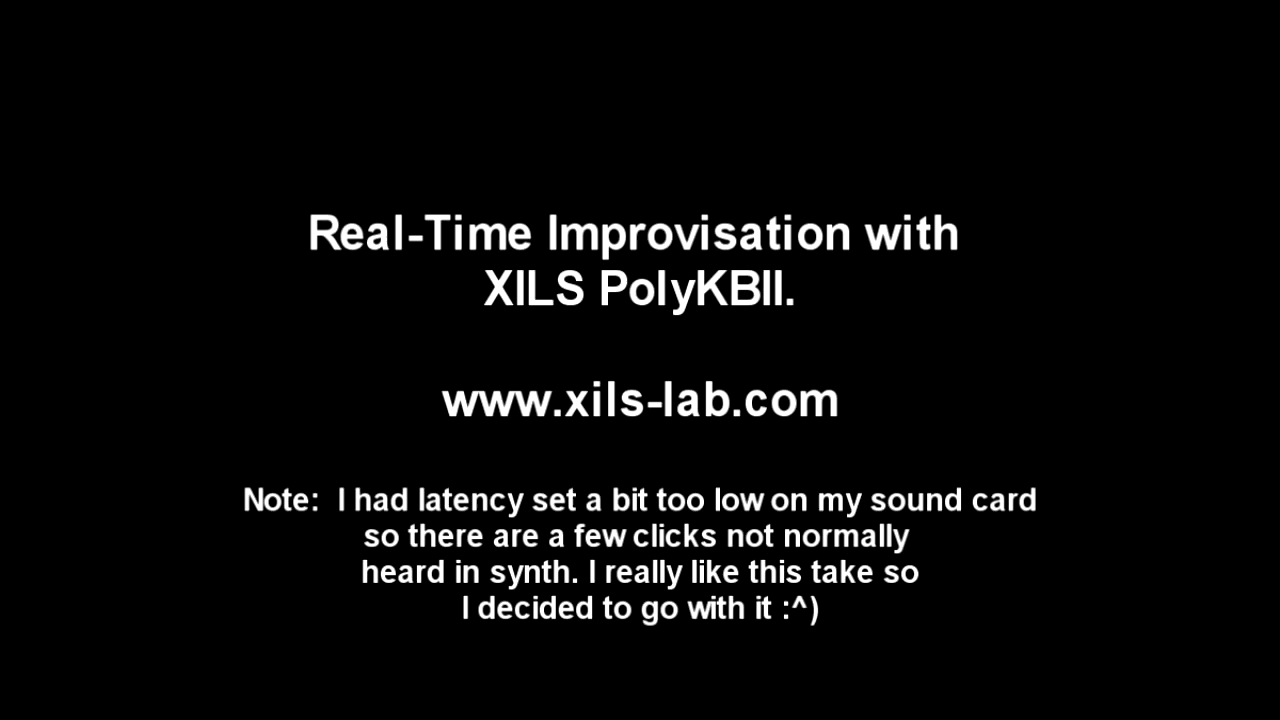 Real-Time Improvisation with
XILS PolyKBII.
www.xils-lab.com
Note:  I had latency set a bit too low on my sound card
so there are a few clicks not normally
heard in synth. I really like this take so
I decided to go with it :^)